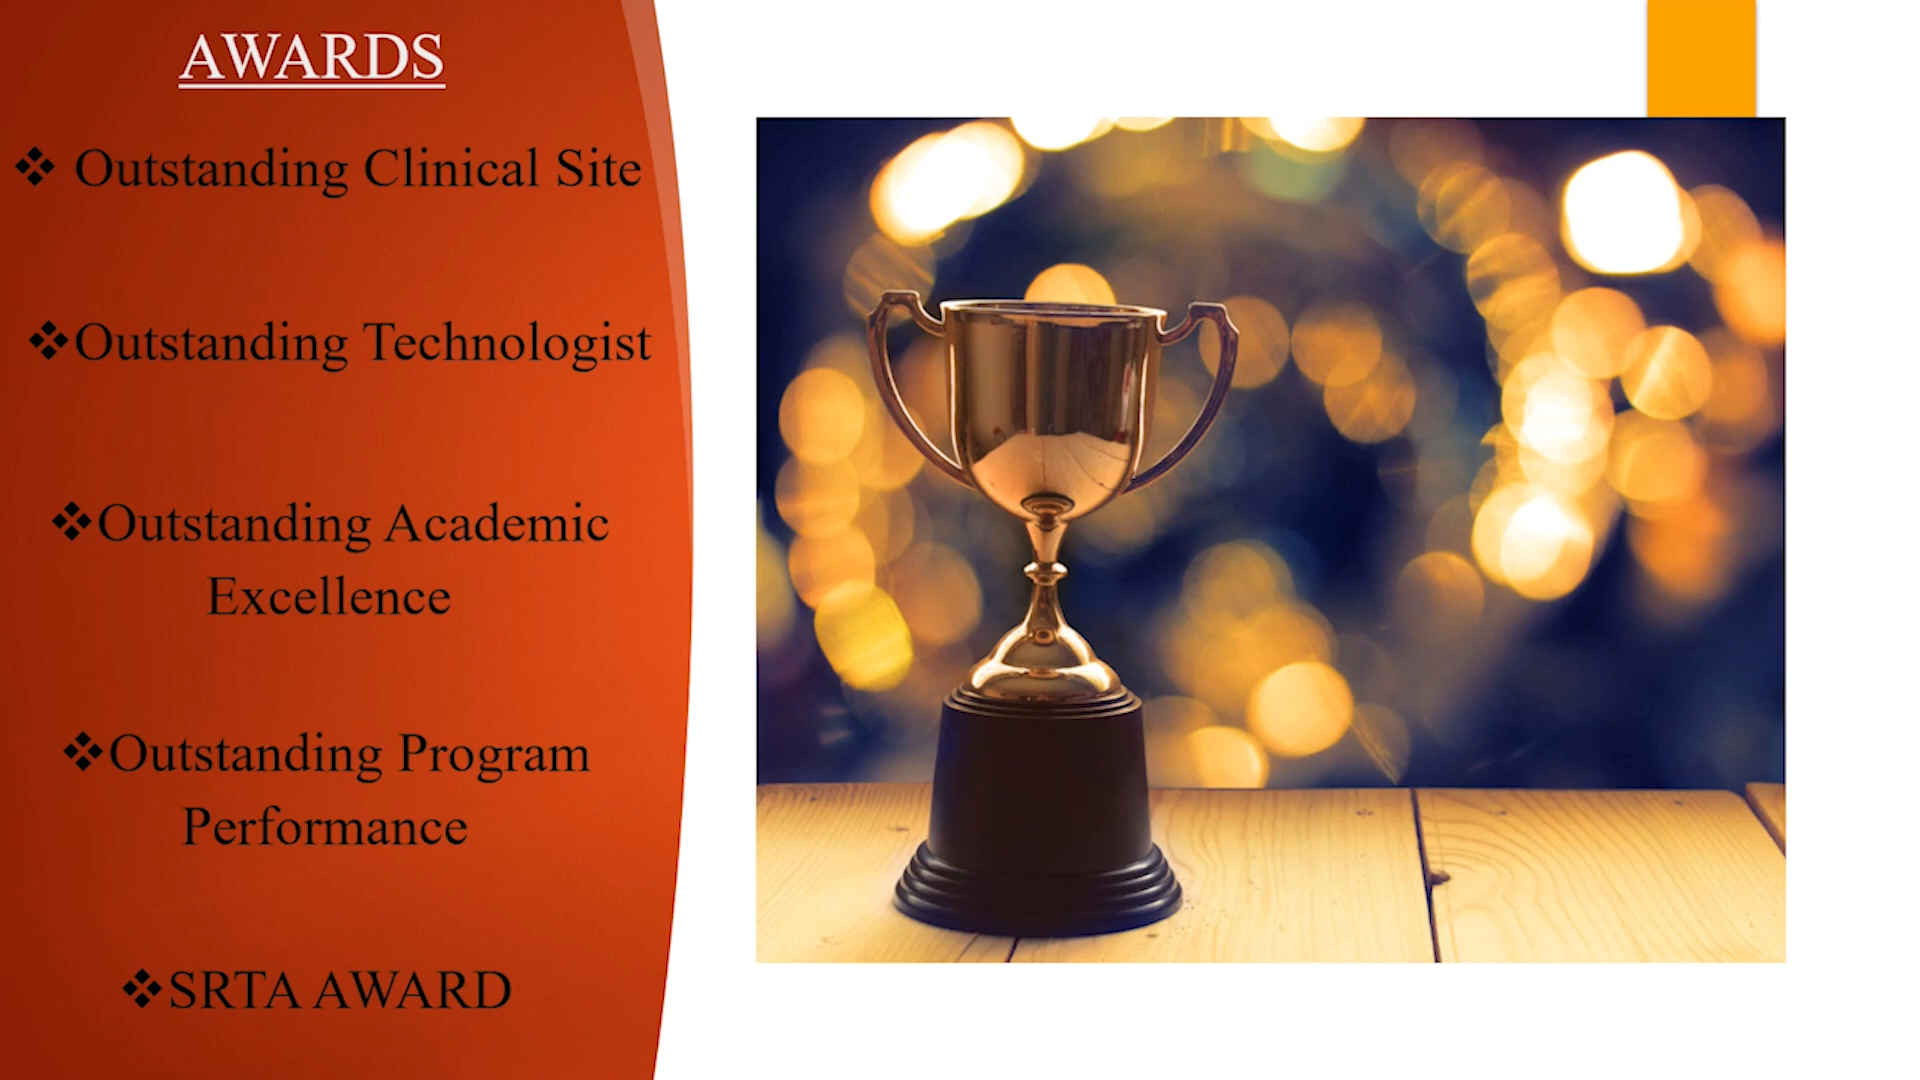 AWARDS
❖ Outstanding Clinical Site
❖Outstanding Technologist
❖Outstanding Academic
Excellence
❖Outstanding Program
Performance
❖SRTA AWARD